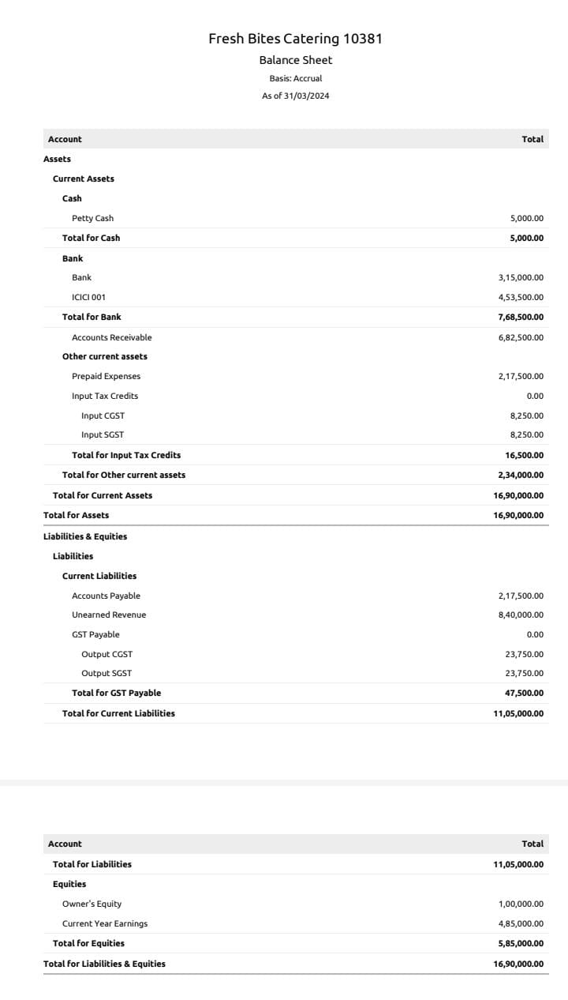 Fresh Bites Catering 10381
Balance Sheet
Basis: Accrual
As of 31/03/2024
Account Total
Assets
Current Assets
Cash
Petty Cash 5,000.00
Total for Cash 5,000.00
Bank
Bank 3,15,000.00
ICICI 001 4,53,500.00
Total for Bank 7,68,500.00
Accounts Receivable 6,82,500.00
Other current assets
Prepaid Expenses 2,17,500.00
Input Tax Credits 0.00
Input CGST 8,250.00
Input SGST 8,250.00
Total for Input Tax Credits 16,500.00
Total for Other current assets 2,34,000.00
Total for Current Assets 16,90,000.00
Total for Assets 16,90,000.00
Liabilities & Equities
Liabilities
Current Liabilities
Accounts Payable 2,17,500.00
Unearned Revenue 8,40,000.00
GST Payable 0.00
Output CGST 23,750.00
Output SGST 23,750.00
Total for GST Payable 47,500.00
Total for Current Liabilities 11,05,000.00
Account Total
Total for Liabilities 11,05,000.00
Equities
Owner's Equity 1,00,000.00
Current Year Earnings 4,85,000.00
Total for Equities 5,85,000.00
Total for Liabilities & Equities 16,90,000.00